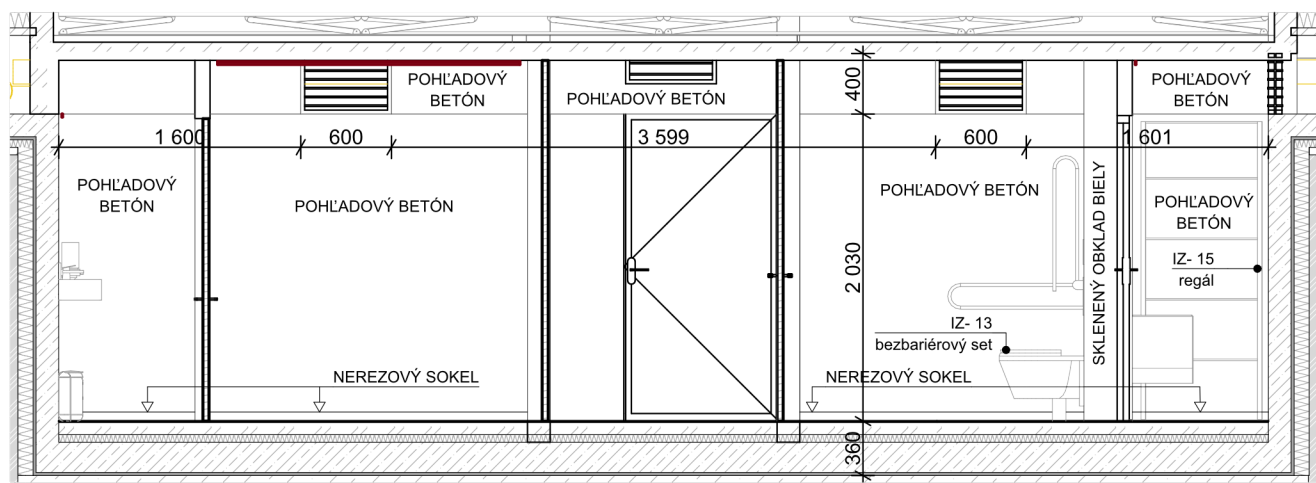 POHĽADOVÝ
BETÓN
POHĽADOVÝ BETÓN
POHĽADOVÝ
BETÓN
400
1 600
600
3 599
600
1 601
POHĽADOVÝ
BETÓN
POHĽADOVÝ BETÓN
POHĽADOVÝ BETÓN
SKLENENÝ OBKLAD BIELY
POHĽADOVÝ
BETÓN
2 030
IZ- 15
regál
IZ- 13
bezbariérový set
NEREZOVÝ SOKEL
NEREZOVÝ SOKEL
360